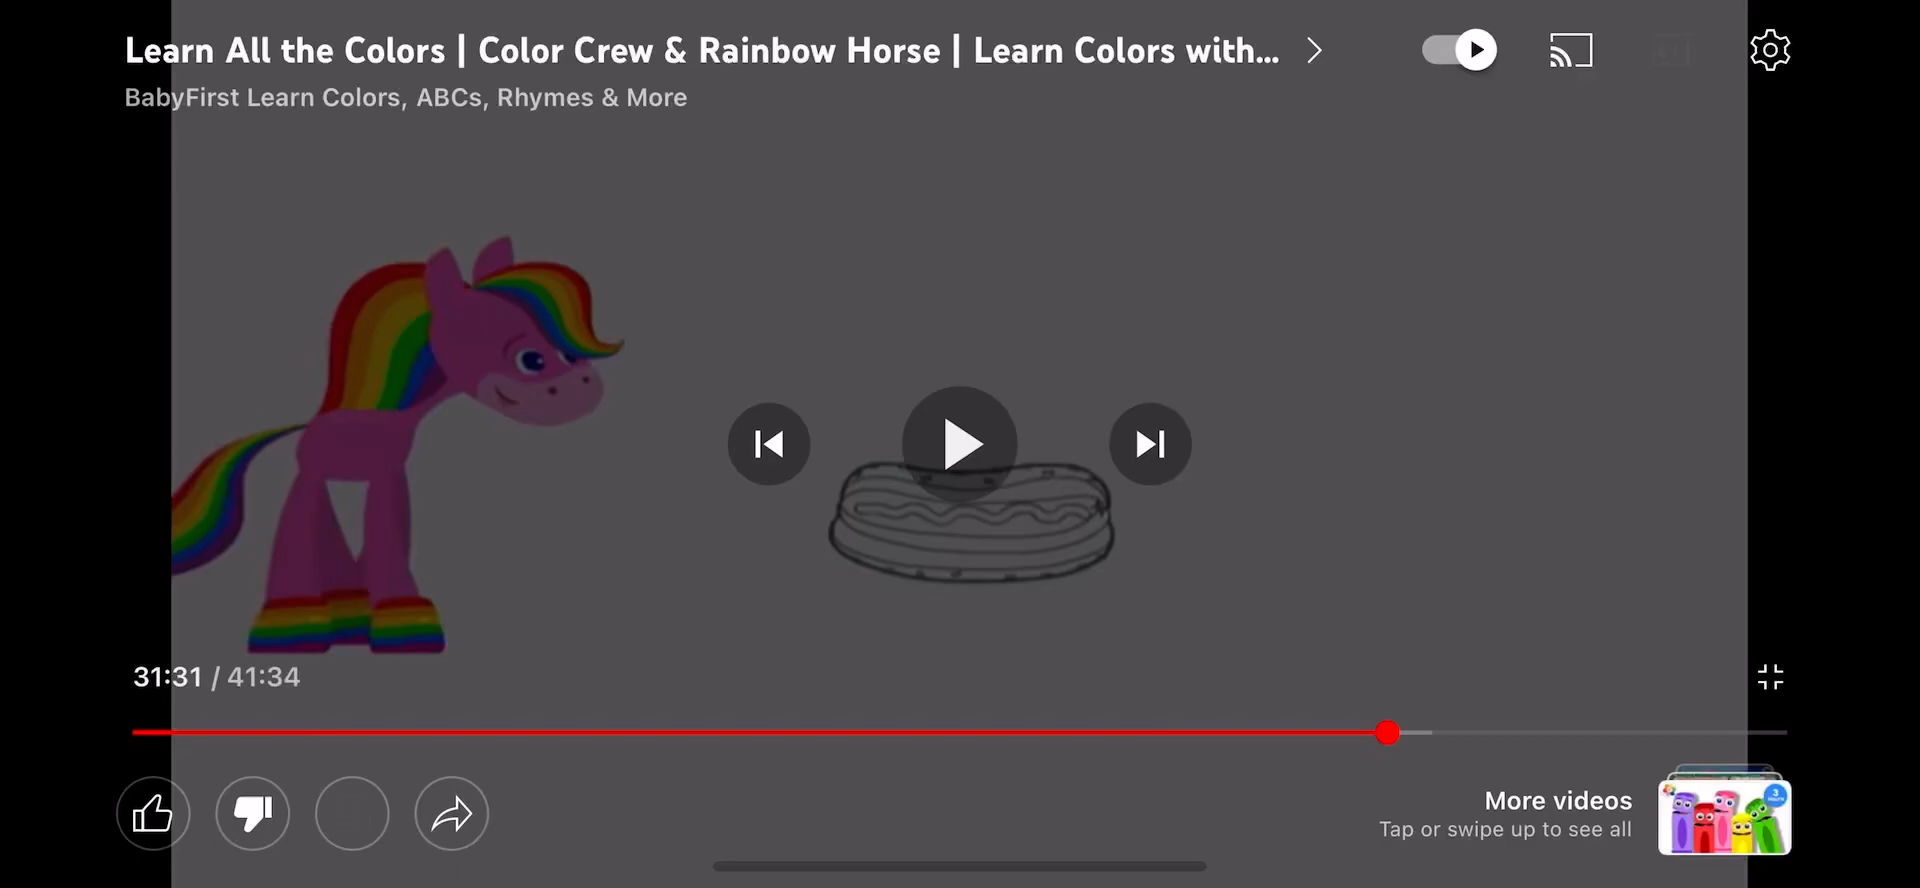 Learn All the Colors | Color Crew & Rainbow Horse | Learn Colors with...
BabyFirst Learn Colors, ABCs, Rhymes & More
31:31 / 41:34
More videos
Tap or swipe up to see all
3